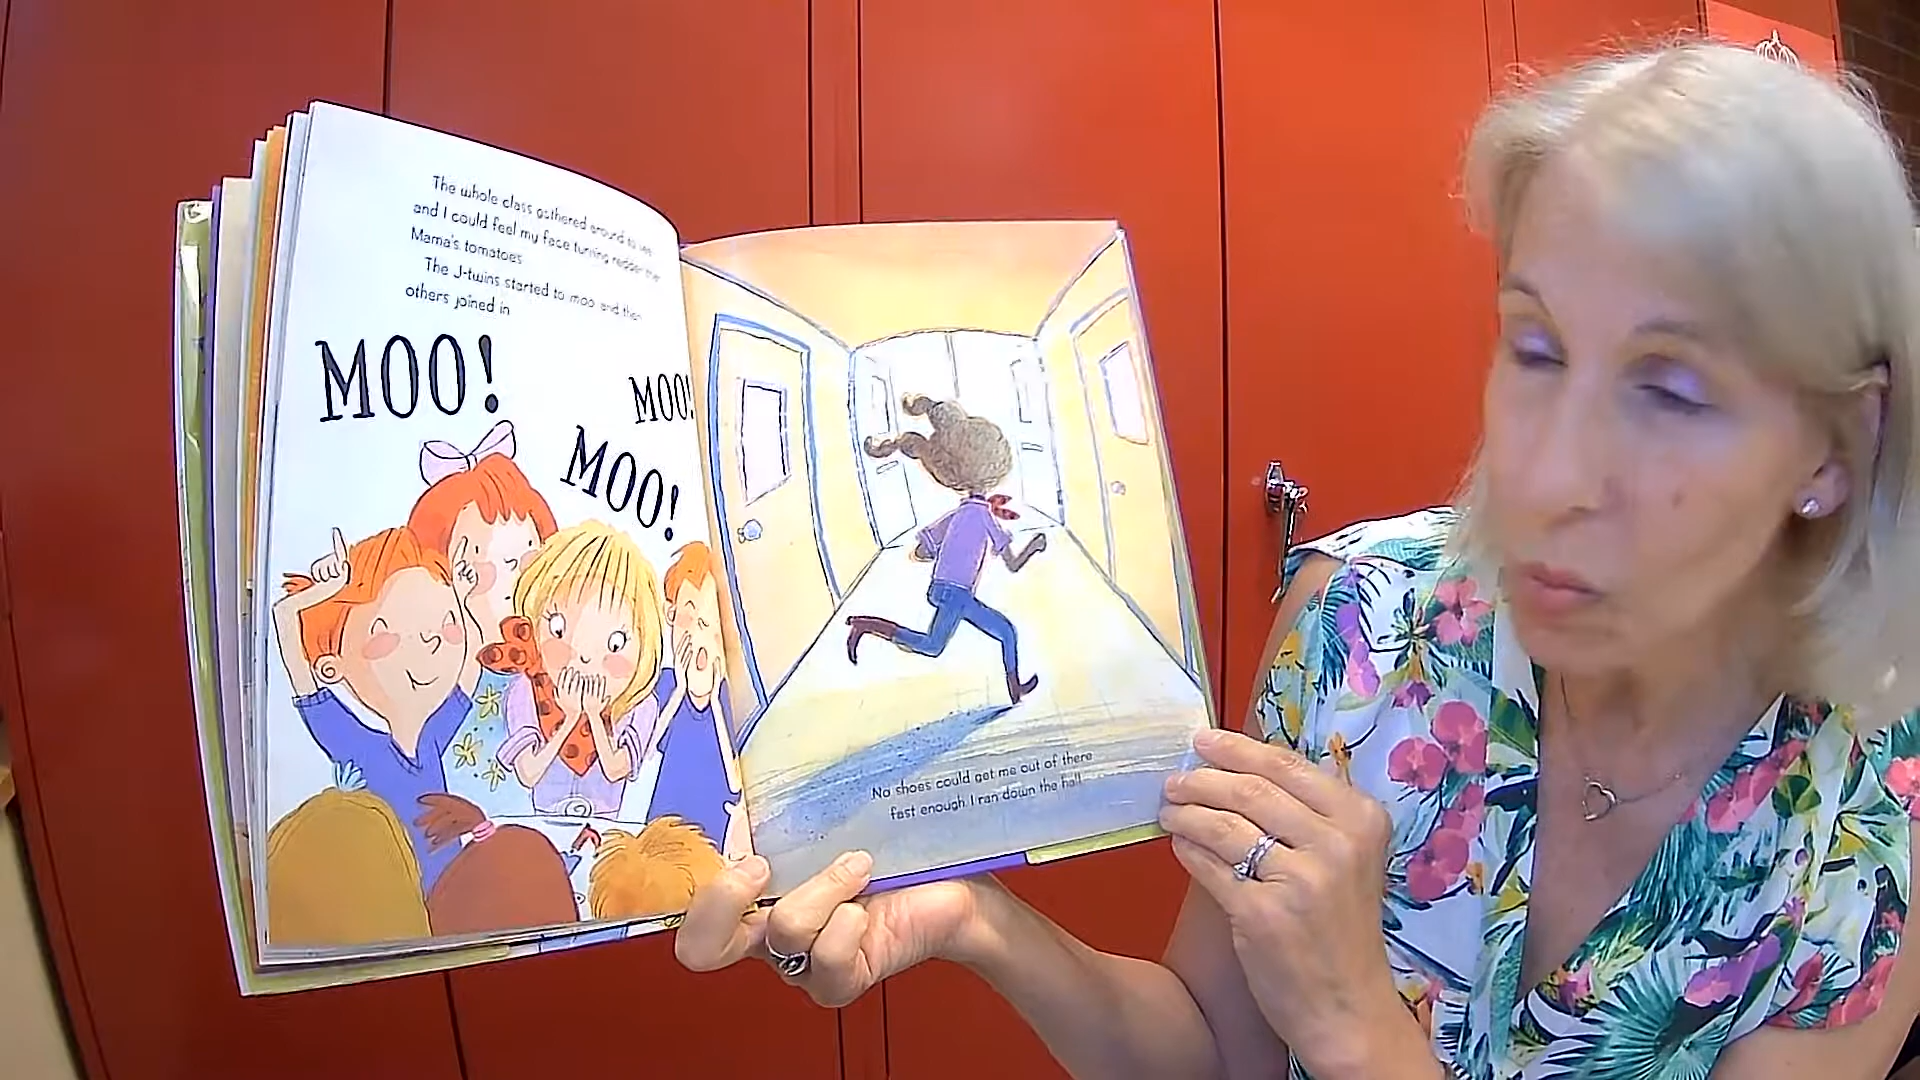 The whole class gathered around to see
and I could feel my face turning redder than
Mama's tomatoes
The J-twins started to moo and then
others joined in
MOO!
MOO!
MOO!
No shoes could get me out of there
fast enough I ran down the hall